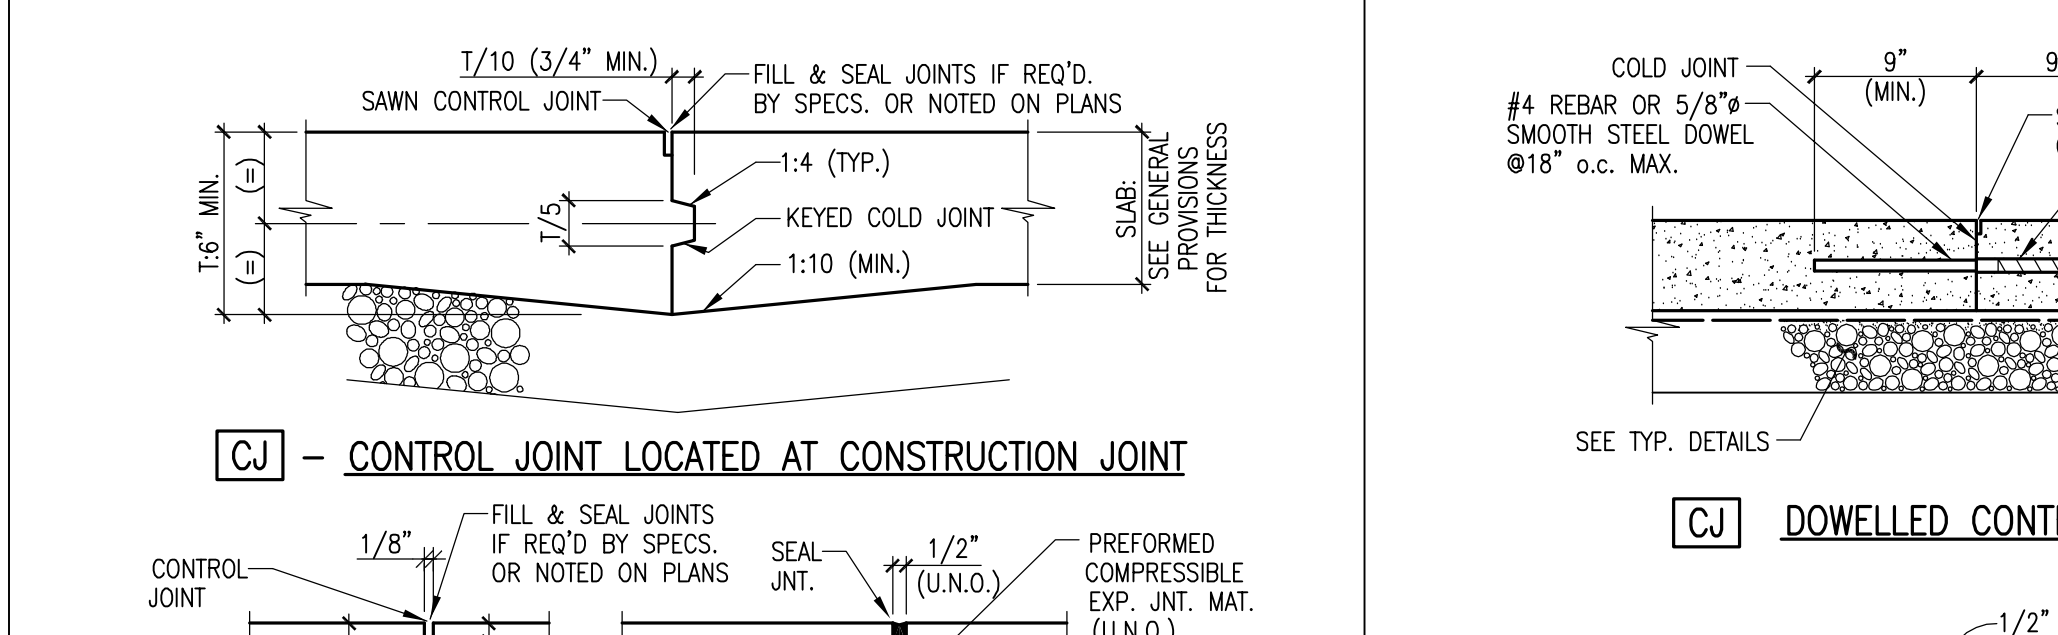 T/10 (3/4" MIN.)
FILL & SEAL JOINTS IF REQ'D.
BY SPECS. OR NOTED ON PLANS
SAWN CONTROL JOINT
T:6" MIN.
(=)
(=)
T/5
1:4 (TYP.)
KEYED COLD JOINT
1:10 (MIN.)
SLAB:
SEE GENERAL
PROVISIONS
FOR THICKNESS
CJ - CONTROL JOINT LOCATED AT CONSTRUCTION JOINT
CONTROL
JOINT
1/8"
FILL & SEAL JOINTS
IF REQ'D BY SPECS.
OR NOTED ON PLANS
SEAL
JNT.
1/2"
(U.N.O.)
PREFORMED
COMPRESSIBLE
EXP. JNT. MAT.
(U.N.O.)
COLD JOINT
#4 REBAR OR 5/8"ø
SMOOTH STEEL DOWEL
@18" o.c. MAX.
9"
(MIN.)
9
SEE TYP. DETAILS
CJ DOWELLED
1/2"